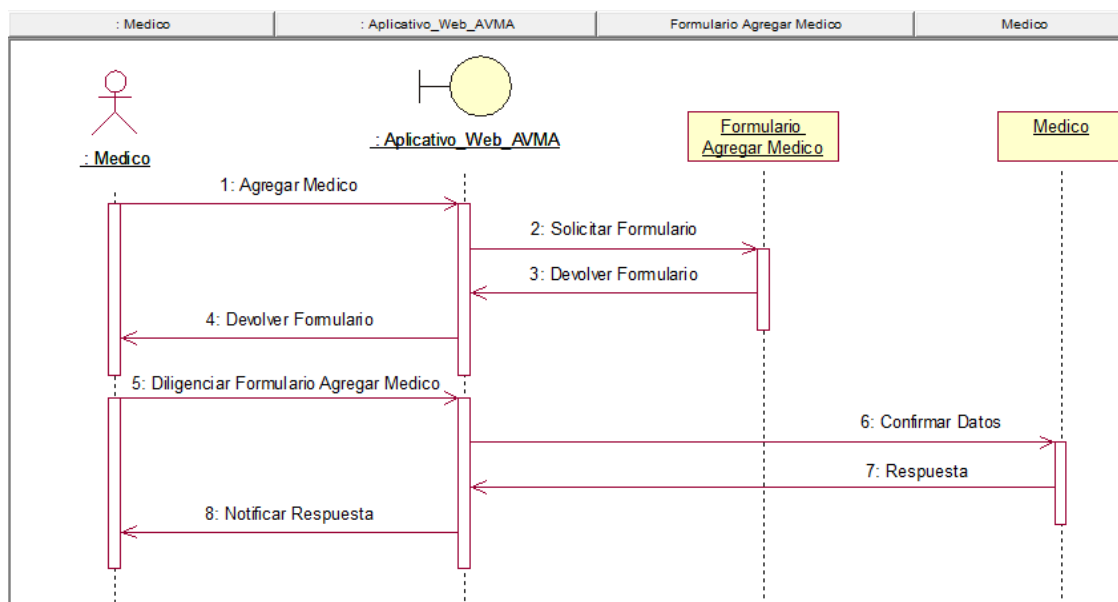 : Medico
: Aplicativo_Web_AVMA
Formulario Agregar Medico
Medico
: Medico
: Aplicativo_Web_AVMA
Formulario
Agregar Medico
Medico
1: Agregar Medico
2: Solicitar Formulario
3: Devolver Formulario
4: Devolver Formulario
5: Diligenciar Formulario Agregar Medico
6: Confirmar Datos
7: Respuesta
8: Notificar Respuesta